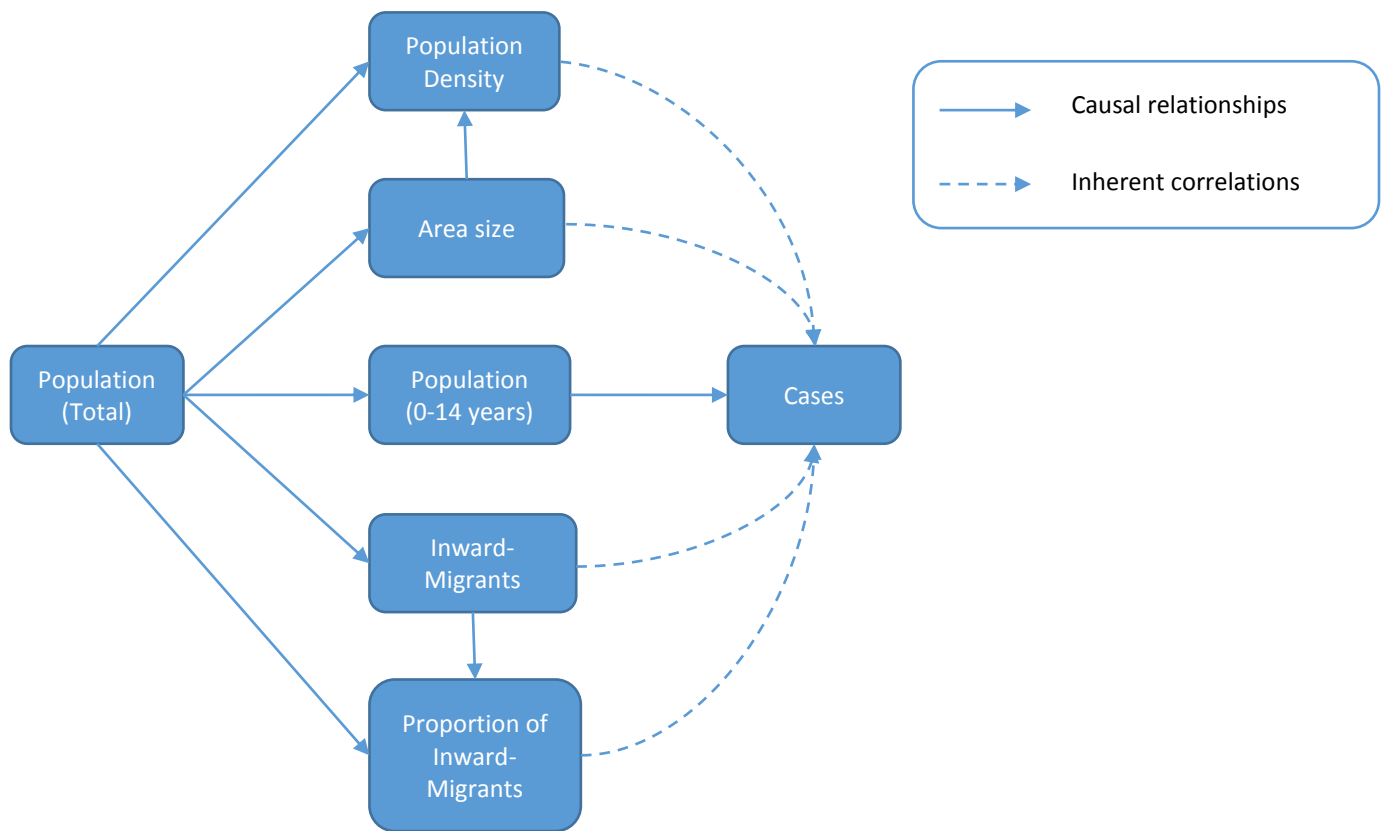 Population
Density
Causal relationships
Inherent correlations
Area size
Population
(Total)
Population
(0-14 years)
Cases
Inward-
Migrants
Proportion of
Inward-
Migrants